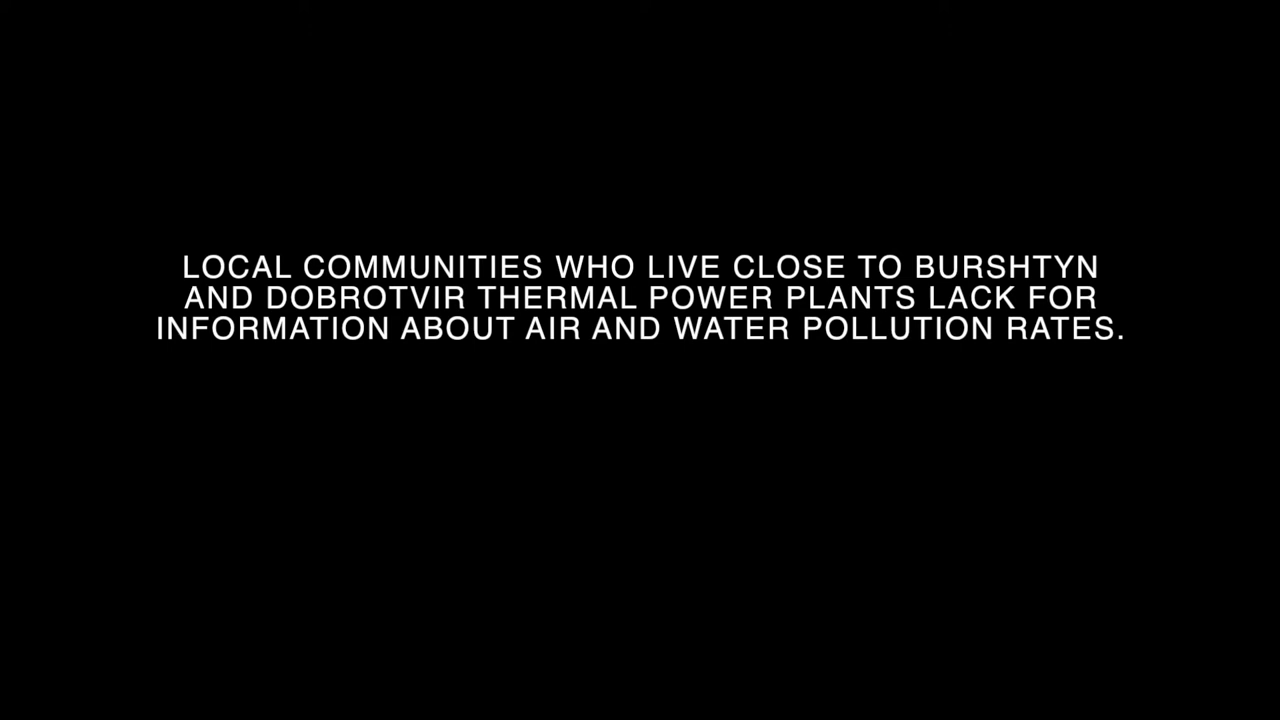 LOCAL COMMUNITIES WHO LIVE CLOSE TO BURSHTYN
AND DOBROTVIR THERMAL POWER PLANTS LACK FOR
INFORMATION ABOUT AIR AND WATER POLLUTION RATES.